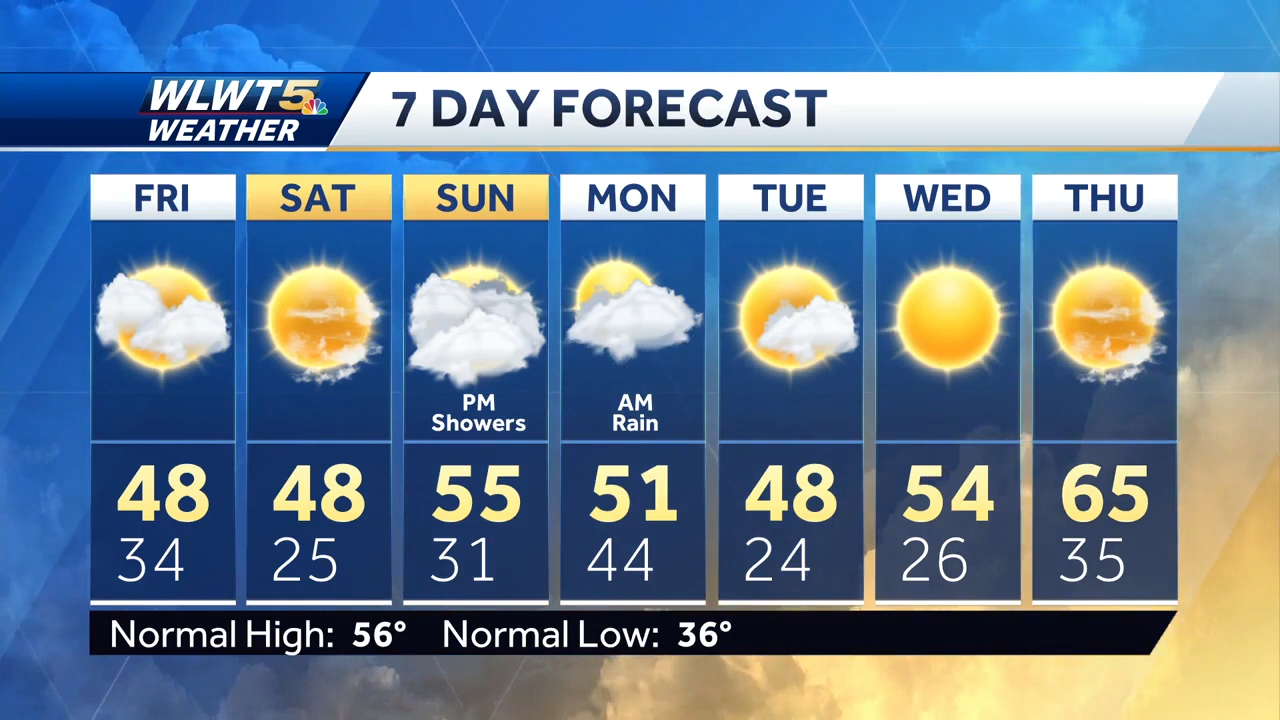 WLWT5
WEATHER
7 DAY FORECAST
FRI SAT SUN MON TUE WED THU
PM AM
Showers Rain
48 48 55 51 48 54 65
34 25 31 44 24 26 35
Normal High: 56° Normal Low: 36°